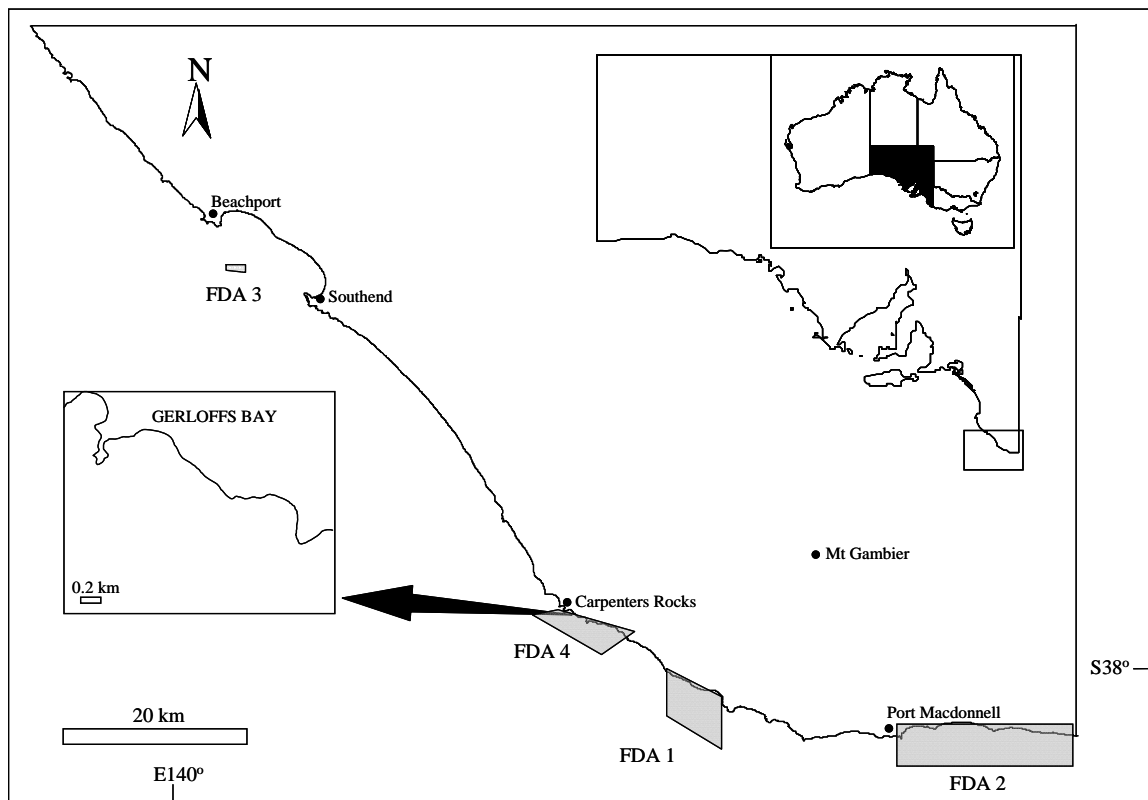 N
Beachport
FDA 3
Southend
GERLOFFS BAY
Mt Gambier
0.2 km
Carpenters Rocks
FDA 4
S38º
20 km
Port Macdonnell
FDA 1
E140º
FDA 2